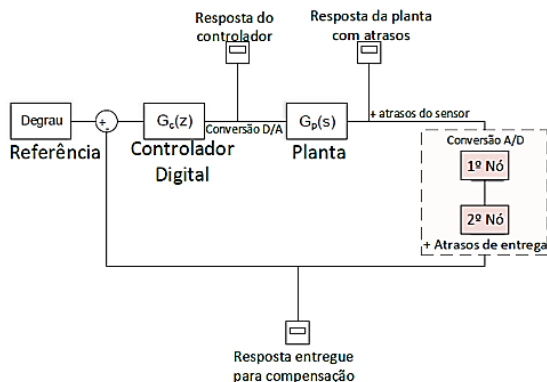 Resposta do
controlador
Resposta da planta
com atrasos
Degrau
+
-
Gc(z)
Conversão D/A
Gp(s)
+ atrasos do sensor
Referência
Controlador
Digital
Planta
Conversão A/D
1º Nó
2º Nó
+ Atrasos de entrega
Resposta entregue
para compensação